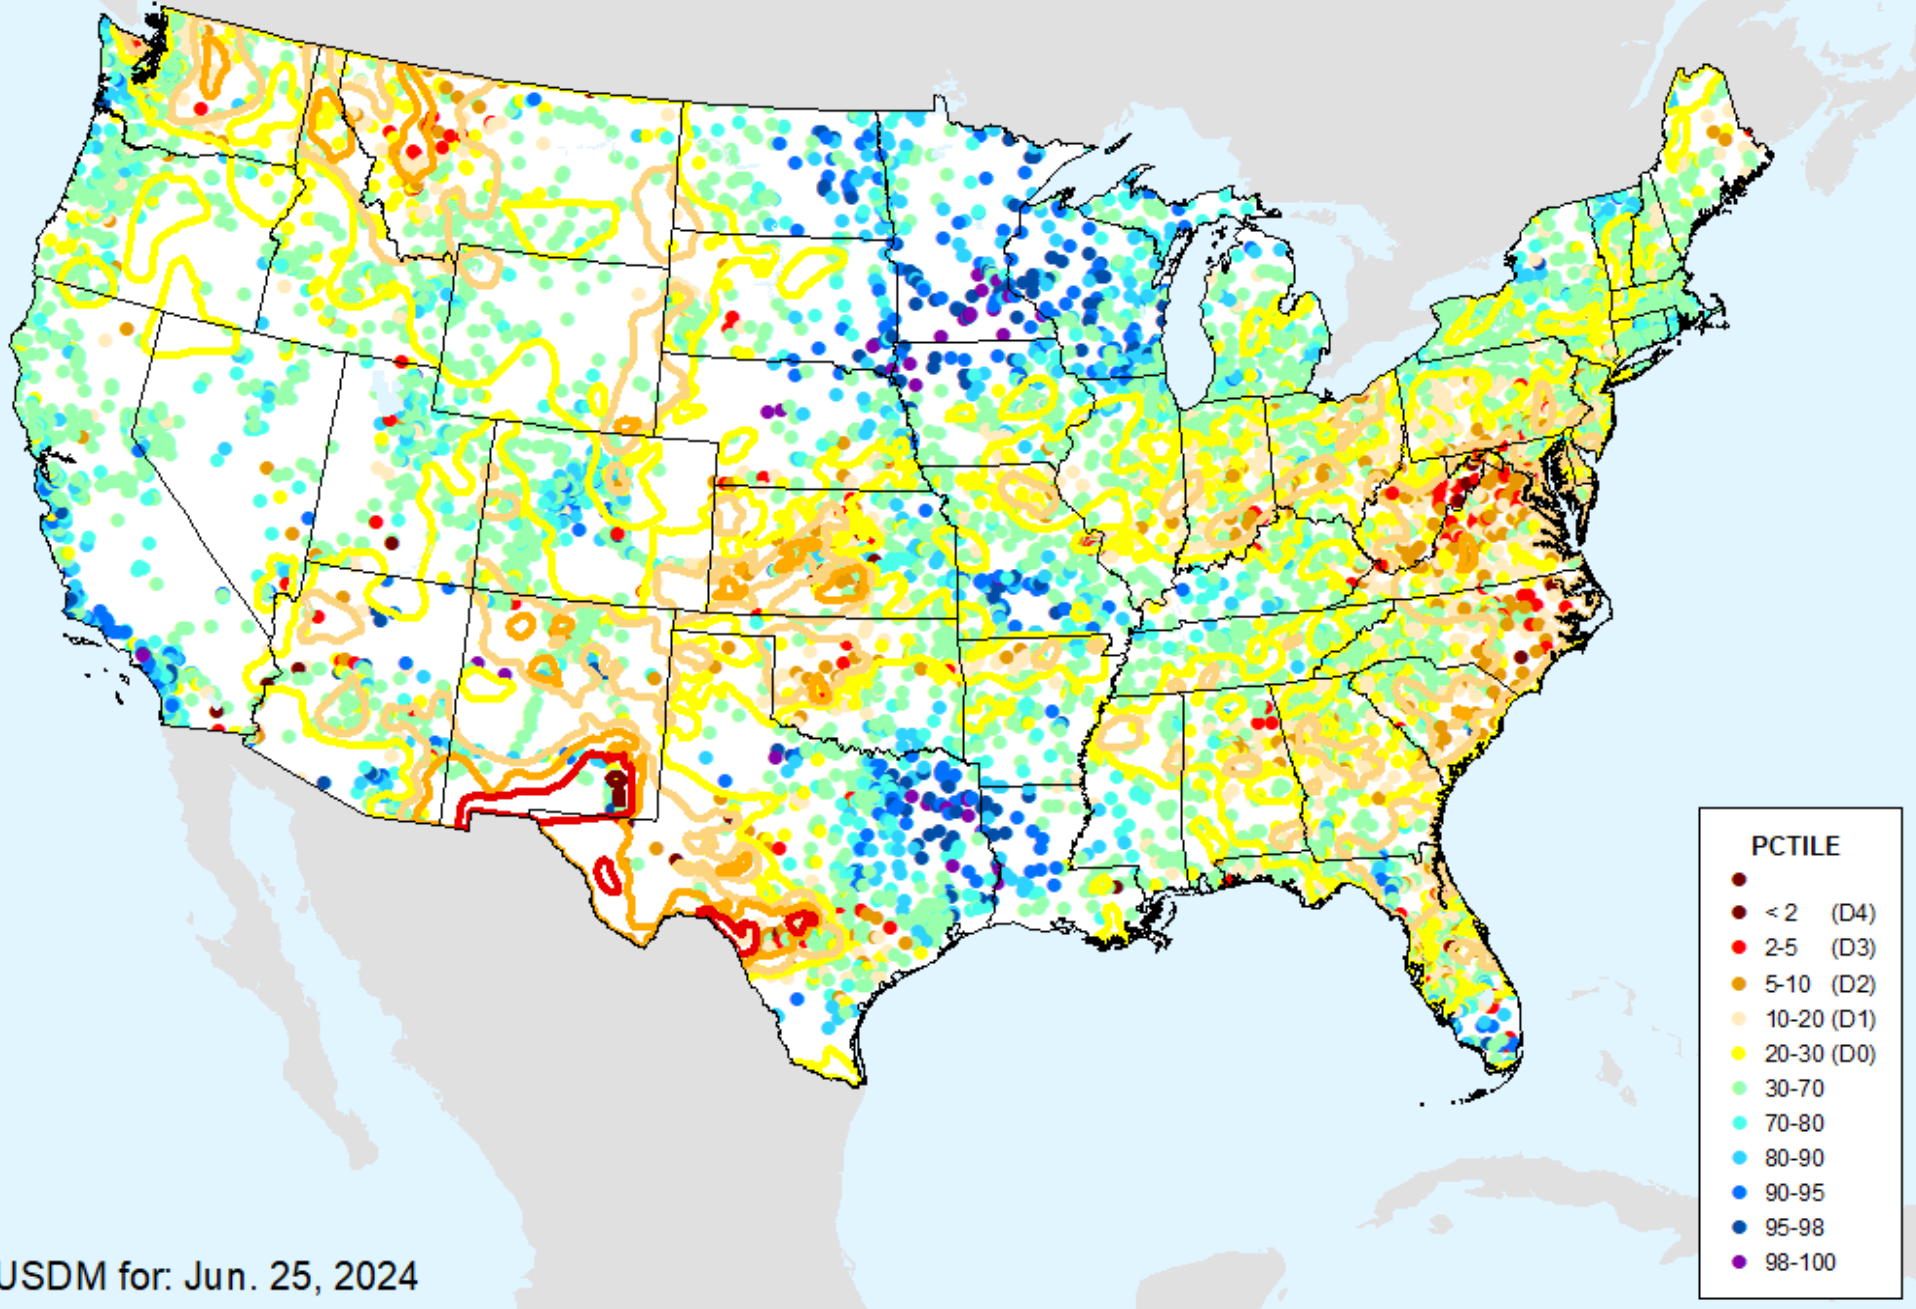 PCTILE
< 2 (D4)
2-5 (D3)
5-10 (D2)
10-20 (D1)
20-30 (D0)
30-70
70-80
80-90
90-95
95-98
98-100
USDM for: Jun. 25, 2024